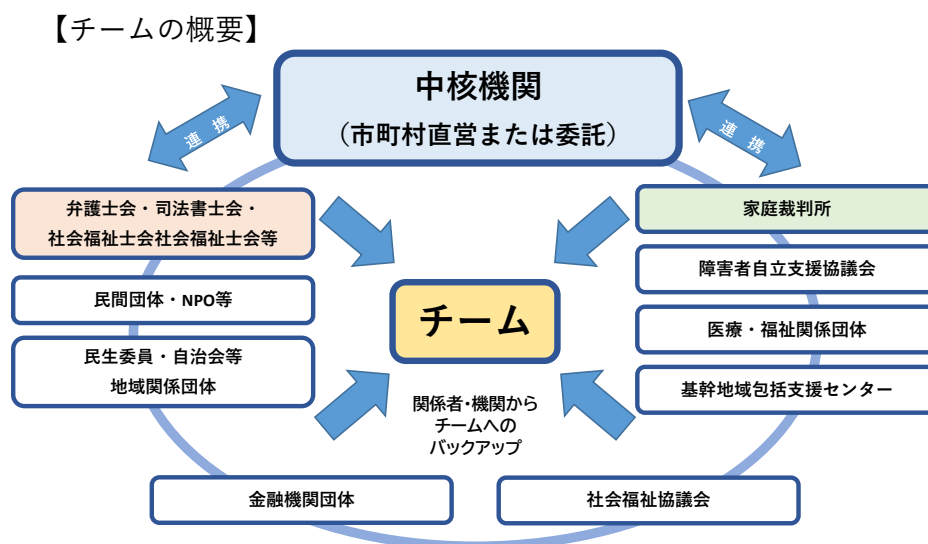 【チームの概要】
中核機関
（市町村直営または委託）
連 携
連 携
弁護士会・司法書士会・
社会福祉士会社会福祉士会等
家庭裁判所
障害者自立支援協議会
民間団体・NPO等
チーム
医療・福祉関係団体
民生委員・自治会等
地域関係団体
基幹地域包括支援センター
関係者・機関から
チームへの
バックアップ
金融機関団体
社会福祉協議会